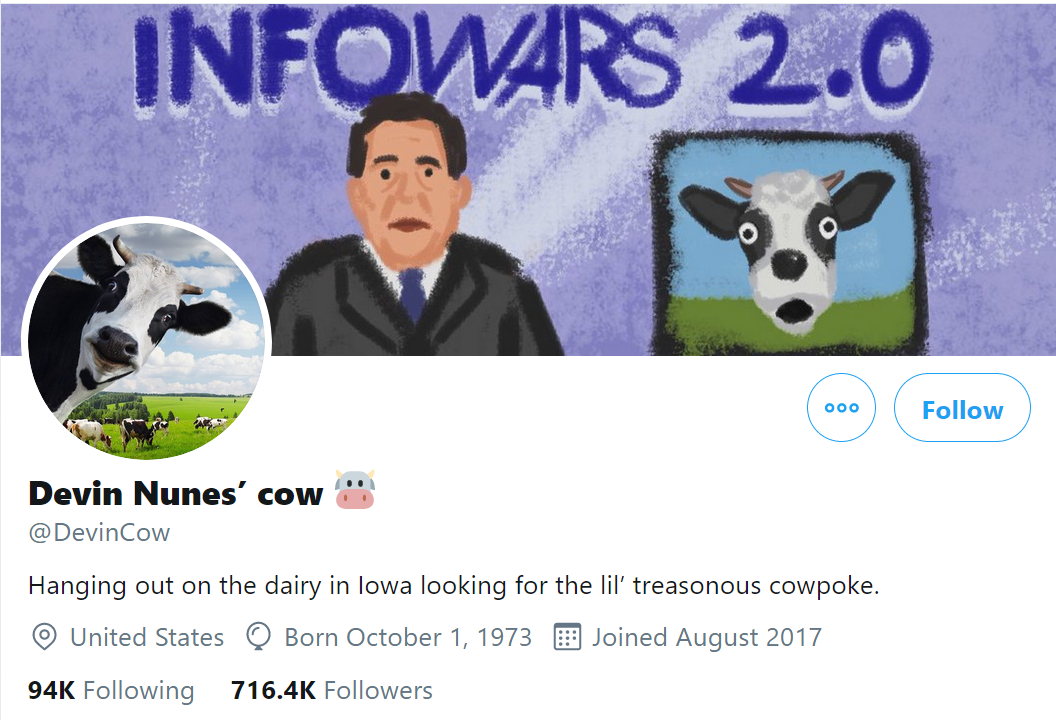 INFOWARS 2.0
Follow
Devin Nunes’ cow 🐮
@DevinCow
Hanging out on the dairy in Iowa looking for the lil’ treasonous cowpoke.
United States Born October 1, 1973 Joined August 2017
94K Following 716.4K Followers